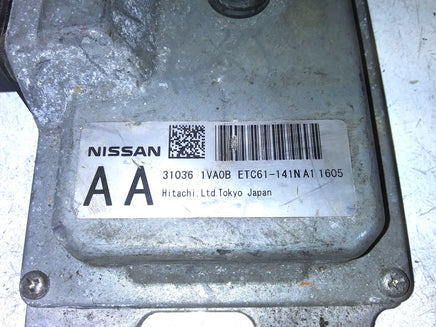 NISSAN
AA
31036 1VA0B ETC61-141N A1 1605
Hitachi, Ltd Tokyo Japan